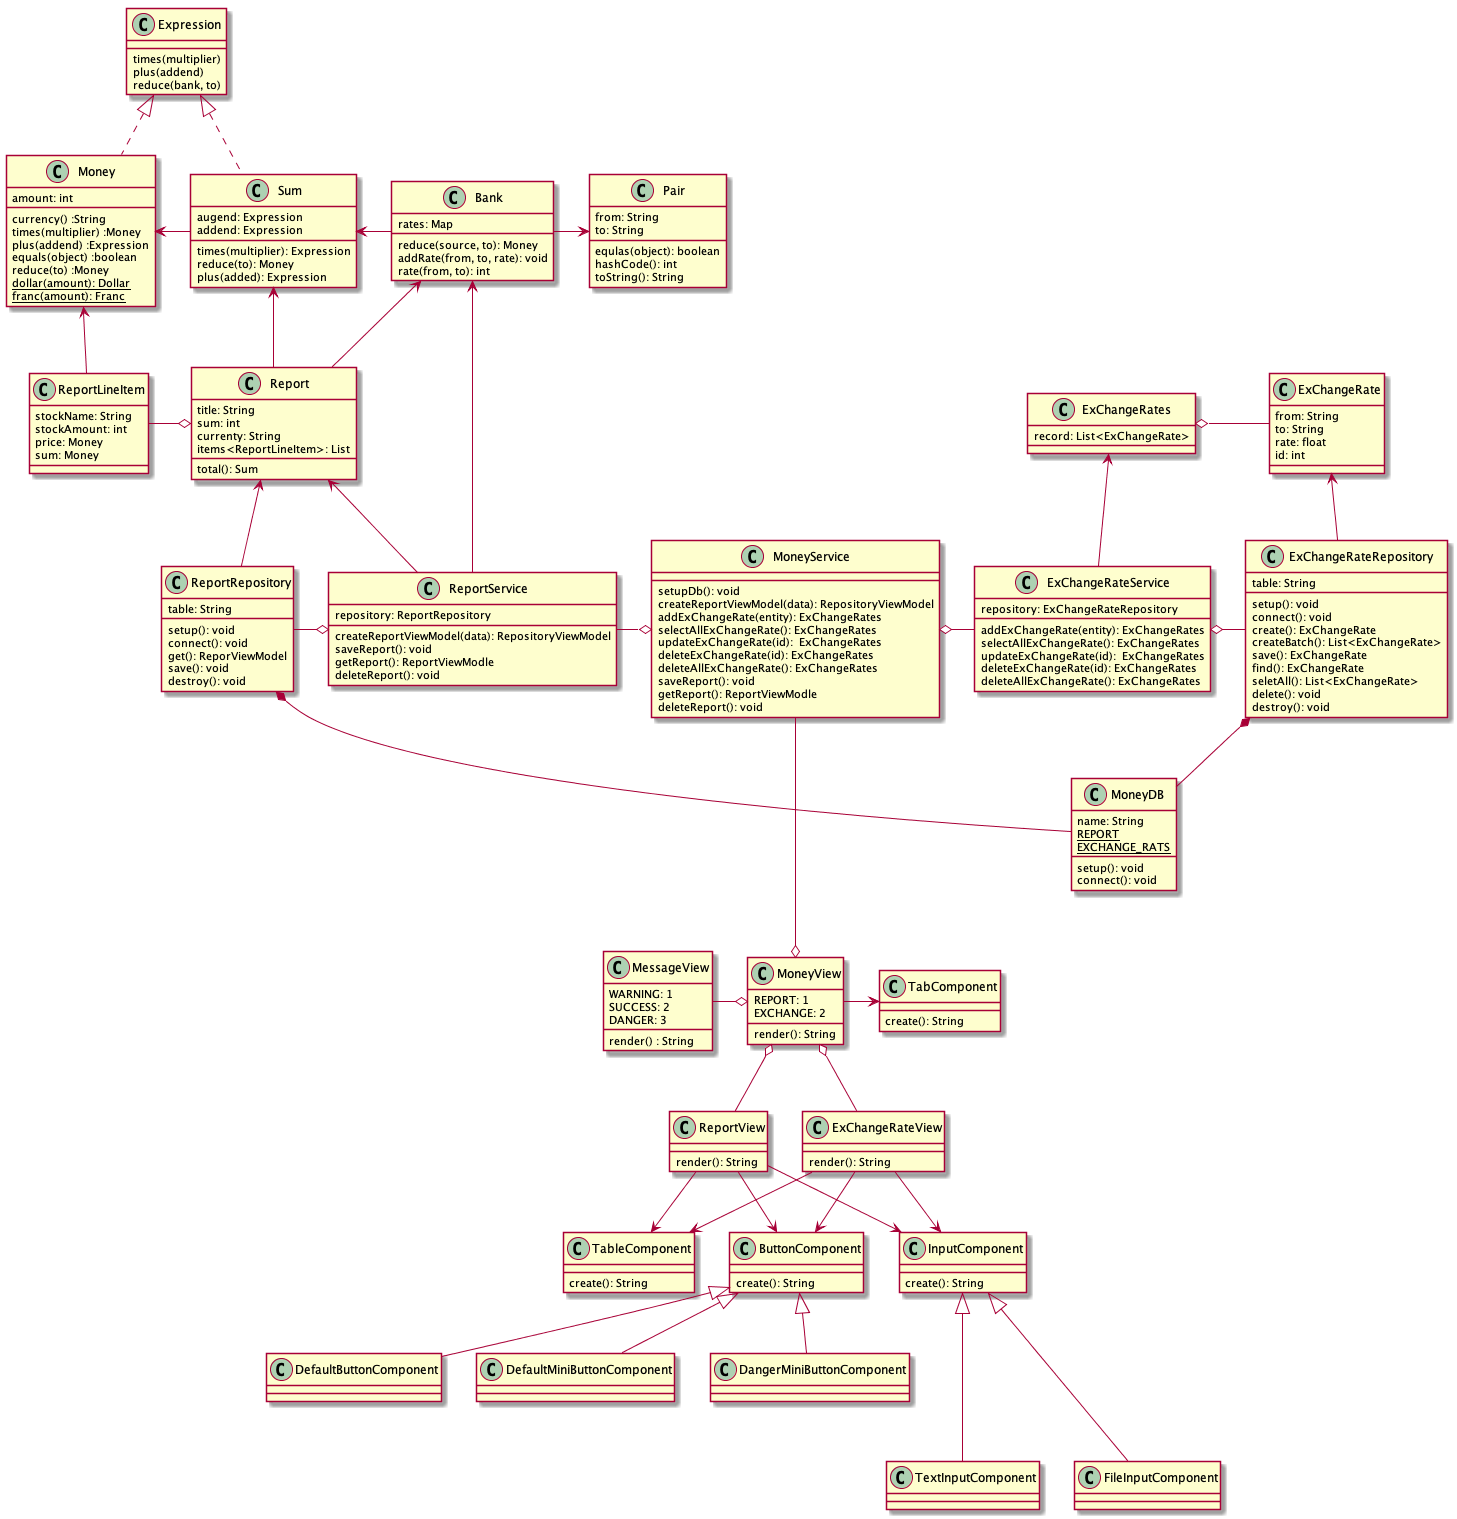 C Expression
times(multiplier)
plus(addend)
reduce(bank, to)
C Money
amount: int
currency() :String
times(multiplier) :Money
plus(addend) :Expression
equals(object) :boolean
reduce(to) :Money
dollar(amount): Dollar
franc(amount): Franc
C Sum
augend: Expression
addend: Expression
times(multiplier): Expression
reduce(to): Money
plus(added): Expression
C Bank
rates: Map
reduce(source, to): Money
addRate(from, to, rate): void
rate(from, to): int
C Pair
from: String
to: String
equlas(object): boolean
hashCode(): int
toString(): String
C ReportLineItem
stockName: String
stockAmount: int
price: Money
sum: Money
C Report
title: String
sum: int
currenty: String
items<ReportLineItem>: List
total(): Sum
C ExChangeRates
record: List<ExChangeRate>
C ExChangeRate
from: String
to: String
rate: float
id: int
C ReportRepository
table: String
setup(): void
connect(): void
get(): ReporViewModel
save(): void
destroy(): void
C ReportService
repository: ReportRepository
createReportViewModel(data): RepositoryViewModel
saveReport(): void
getReport(): ReportViewModle
deleteReport(): void
C MoneyService
setupDb(): void
createReportViewModel(data): RepositoryViewModel
addExChangeRate(entity): ExChangeRates
selectAllExChangeRate(): ExChangeRates
updateExChangeRate(id):  ExChangeRates
deleteExChangeRate(id): ExChangeRates
deleteAllExChangeRate(): ExChangeRates
saveReport(): void
getReport(): ReportViewModle
deleteReport(): void
C ExChangeRateService
repository: ExChangeRateRepository
addExChangeRate(entity): ExChangeRates
selectAllExChangeRate(): ExChangeRates
updateExChangeRate(id):  ExChangeRates
deleteExChangeRate(id): ExChangeRates
deleteAllExChangeRate(): ExChangeRates
C ExChangeRateRepository
table: String
setup(): void
connect(): void
create(): ExChangeRate
createBatch(): List<ExChangeRate>
save(): ExChangeRate
find(): ExChangeRate
seletAll(): List<ExChangeRate>
delete(): void
destroy(): void
C MoneyDB
name: String
REPORT
EXCHANGE_RATS
setup(): void
connect(): void
C MessageView
WARNING: 1
SUCCESS: 2
DANGER: 3
render() : String
C MoneyView
REPORT: 1
EXCHANGE: 2
render(): String
C TabComponent
create(): String
C ReportView
render(): String
C ExChangeRateView
render(): String
C TableComponent
create(): String
C ButtonComponent
create(): String
C InputComponent
create(): String
C DefaultButtonComponent
C DefaultMiniButtonComponent
C DangerMiniButtonComponent
C TextInputComponent
C FileInputComponent